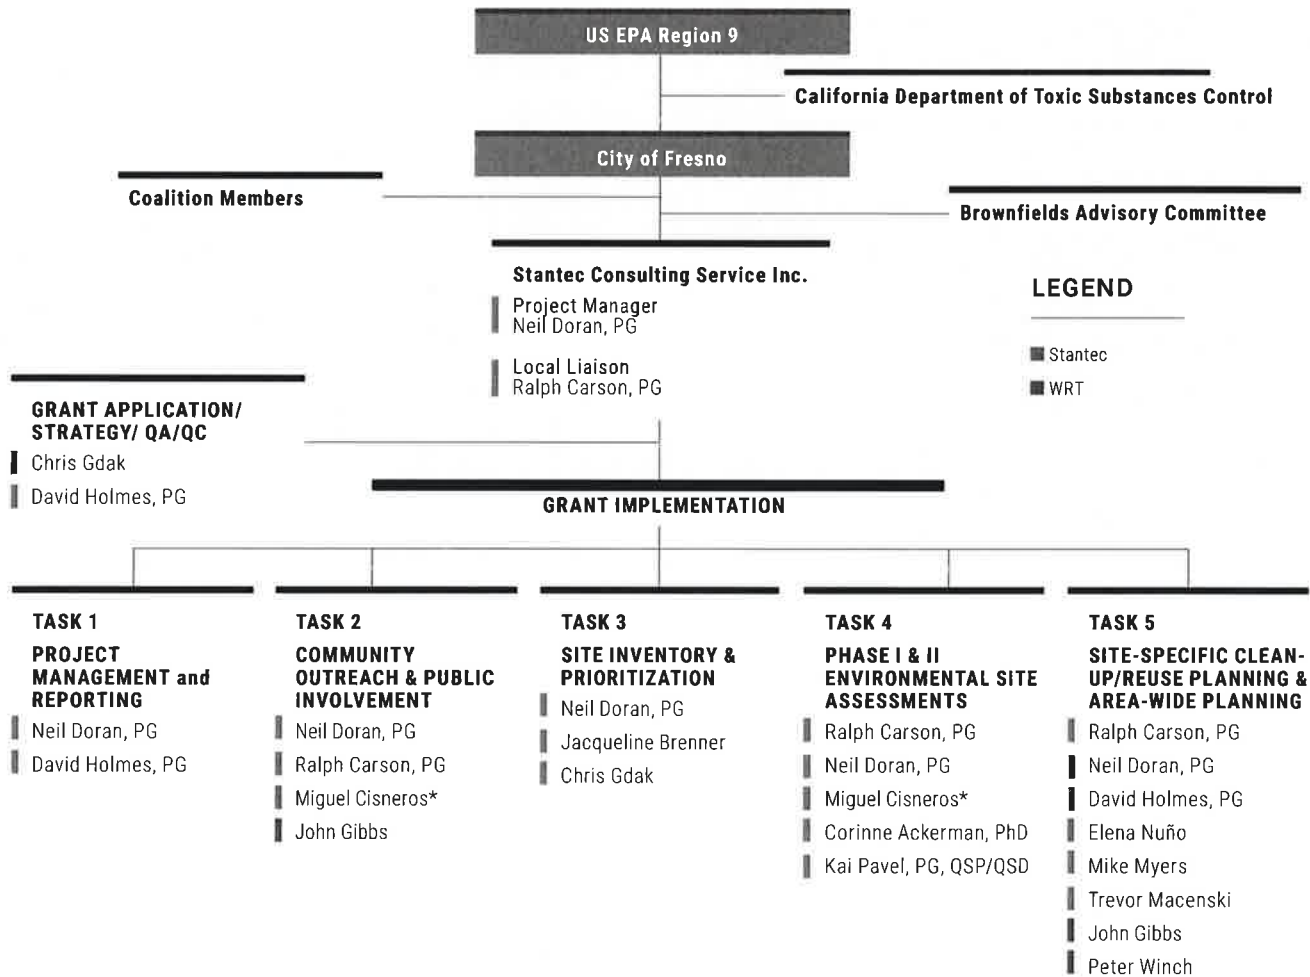 US EPA Region 9
California Department of Toxic Substances Control
City of Fresno
Coalition Members
Brownfields Advisory Committee
Stantec Consulting Service Inc.
Project Manager
Neil Doran, PG
Local Liaison
Ralph Carson, PG
LEGEND
Stantec
WRT
GRANT APPLICATION/
STRATEGY/ QA/QC
Chris Gdak
David Holmes, PG
GRANT IMPLEMENTATION
TASK 1
PROJECT
MANAGEMENT and
REPORTING
Neil Doran, PG
David Holmes, PG
TASK 2
COMMUNITY
OUTREACH & PUBLIC
INVOLVEMENT
Neil Doran, PG
Ralph Carson, PG
Miguel Cisneros*
John Gibbs
TASK 3
SITE INVENTORY &
PRIORITIZATION
Neil Doran, PG
Jacqueline Brenner
Chris Gdak
TASK 4
PHASE I & II
ENVIRONMENTAL SITE
ASSESSMENTS
Ralph Carson, PG
Neil Doran, PG
Miguel Cisneros*
Corinne Ackerman, PhD
Kai Pavel, PG, QSP/QSD
TASK 5
SITE-SPECIFIC CLEAN-
UP/REUSE PLANNING &
AREA-WIDE PLANNING
Ralph Carson, PG
Neil Doran, PG
David Holmes, PG
Elena Nuño
Mike Myers
Trevor Macenski
John Gibbs
Peter Winch